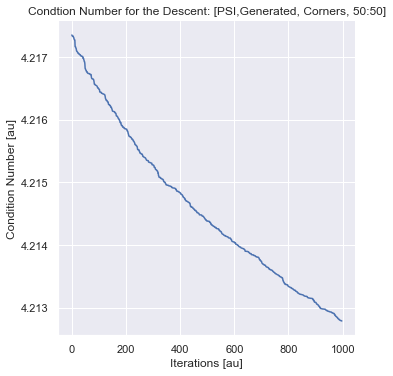 Condtion Number for the Descent: [PSI,Generated, Corners, 50:50]
4.217
4.216
4.215
4.214
4.213
Condition Number [au]
0 200 400 600 800 1000
Iterations [au]